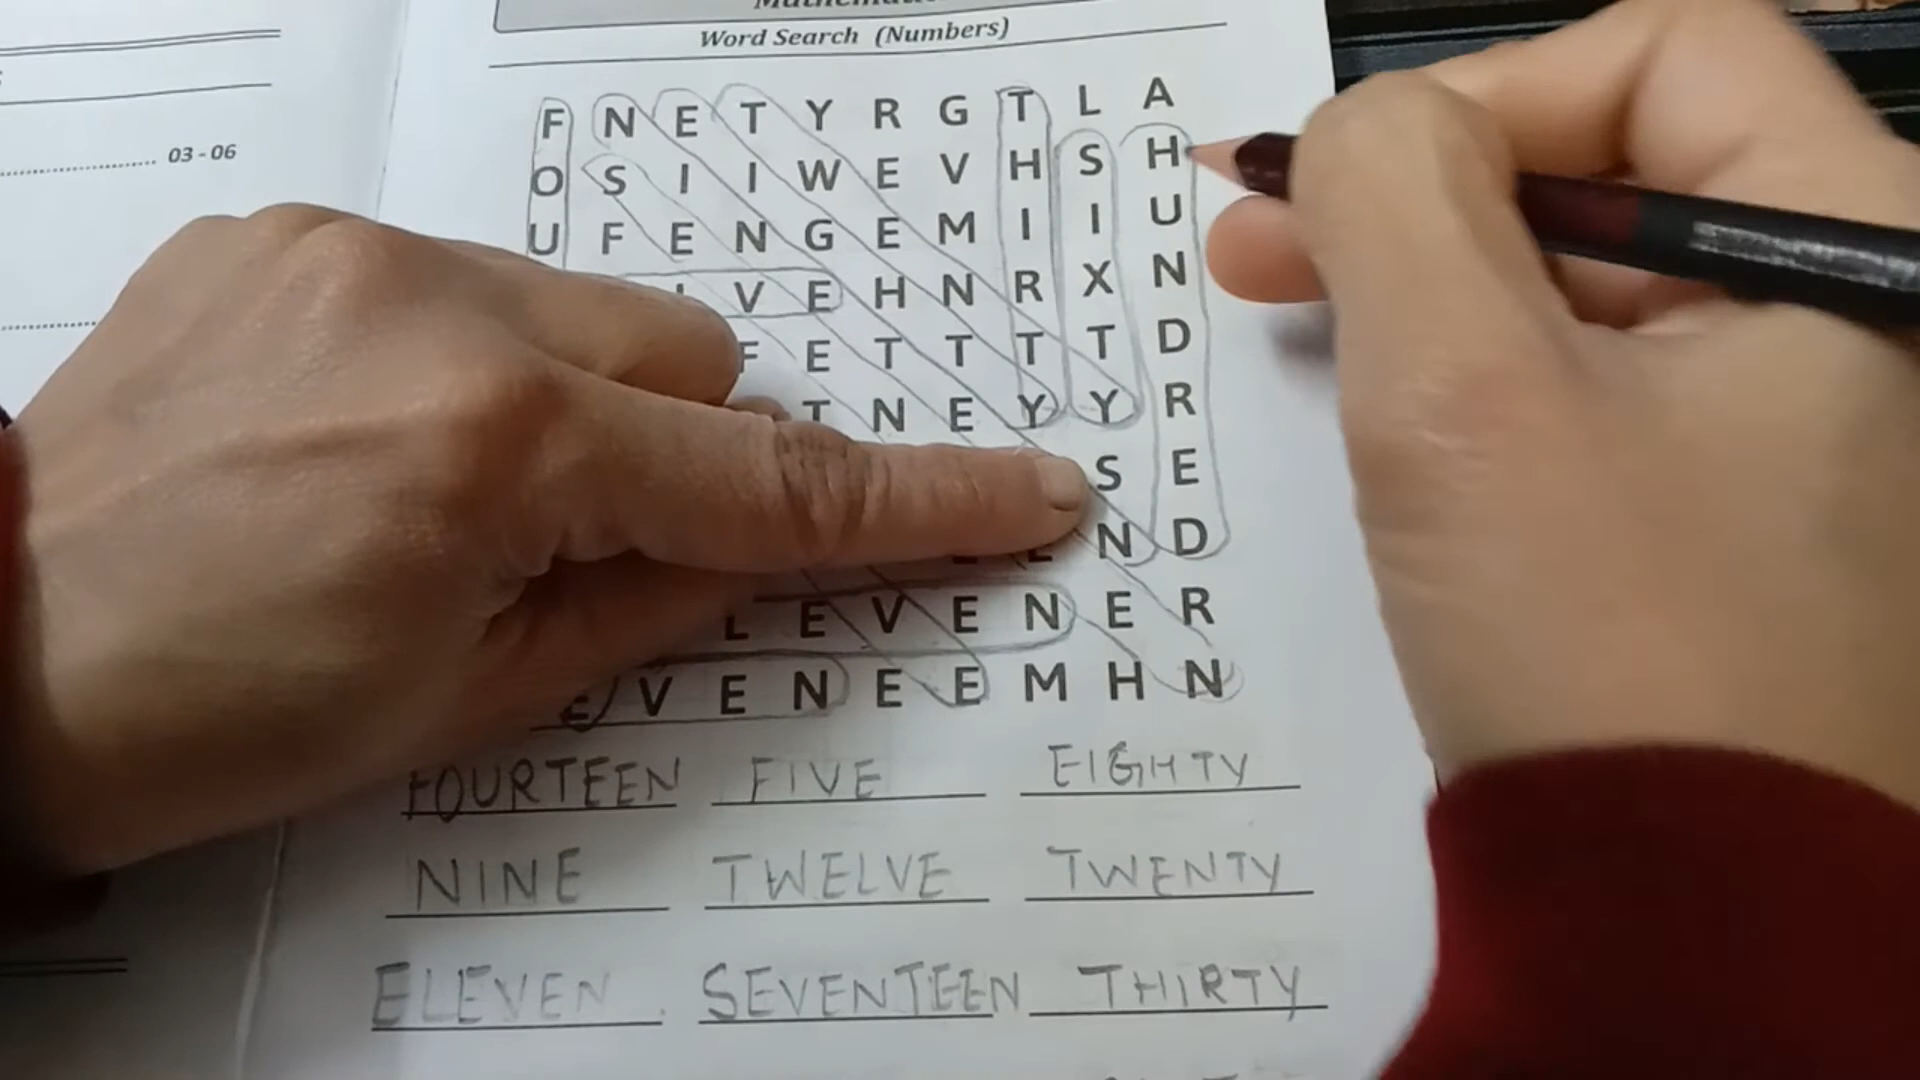 Word Search (Numbers)
03 - 06
F N E T Y R G T L A
O S I I W E V H S H
U F E N G E M I I U
V E H N R X N
F E T T T T D
T N E Y Y R
S E
E N D
L E V E N E R
E V E N E E M H N
FOURTEEN FIVE EIGHTY
NINE TWELVE TWENTY
ELEVEN SEVENTEEN THIRTY